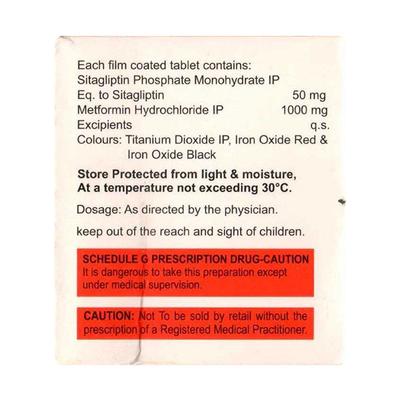 Each film coated tablet contains:
Sitagliptin Phosphate Monohydrate IP
Eq. to Sitagliptin 50 mg
Metformin Hydrochloride IP 1000 mg
Excipients q.s.
Colours: Titanium Dioxide IP, Iron Oxide Red &
Iron Oxide Black
Store Protected from light & moisture,
At a temperature not exceeding 30°C.
Dosage: As directed by the physician.
keep out of the reach and sight of children.
SCHEDULE G PRESCRIPTION DRUG-CAUTION
It is dangerous to take this preparation except
under medical supervision.
CAUTION: Not To be sold by retail without the
prescription of a Registered Medical Practitioner.